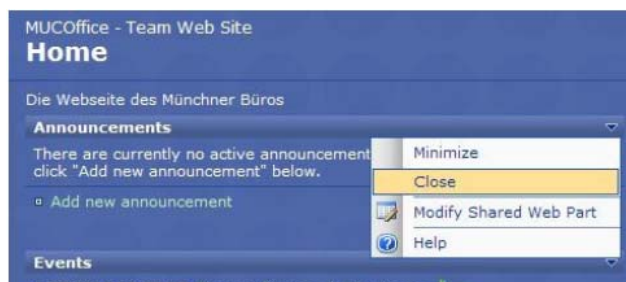 MUCOffice - Team Web Site
Home
Die Webseite des Münchner Büros
Announcements
There are currently no active announcement
click "Add new announcement" below.
Add new announcement
Minimize
Close
Modify Shared Web Part
Help
Events